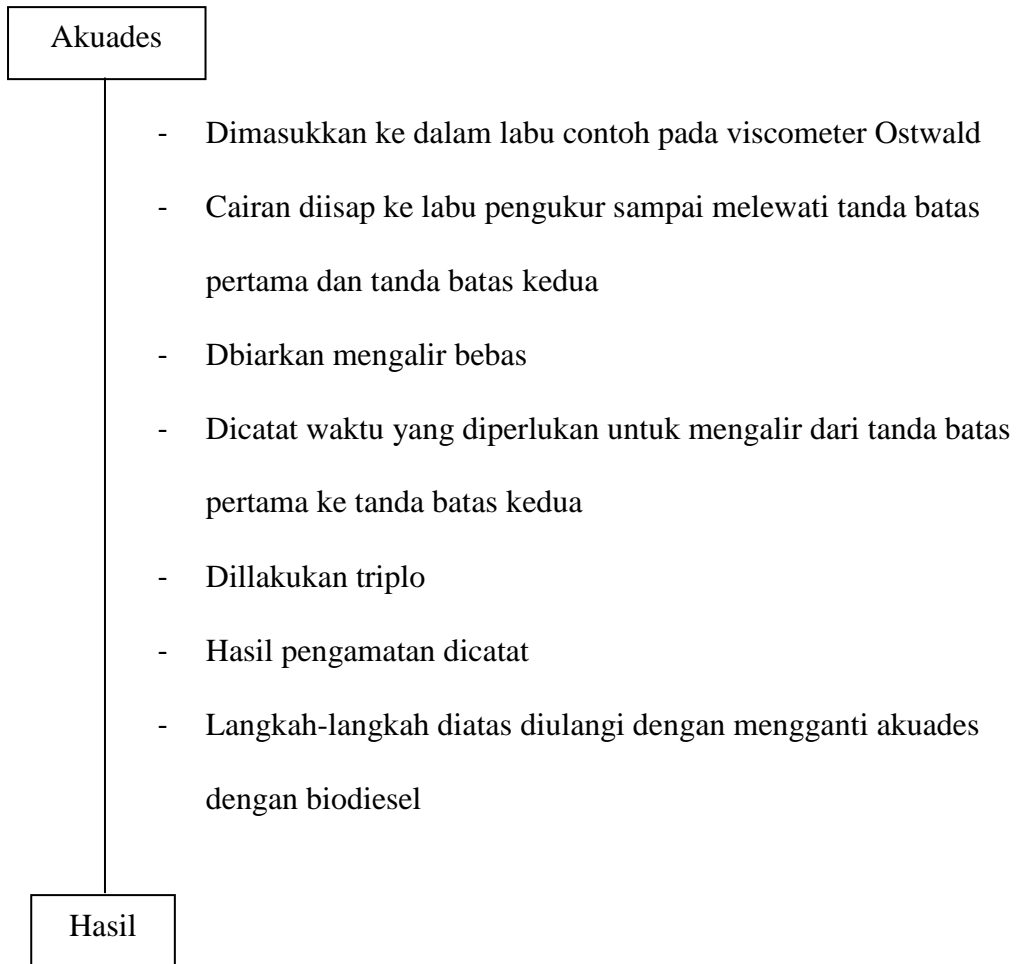 Akuades
- Dimasukkan ke dalam labu contoh pada viscometer Ostwald
- Cairan diisap ke labu pengukur sampai melewati tanda batas
pertama dan tanda batas kedua
- Dbiarkan mengalir bebas
- Dicatat waktu yang diperlukan untuk mengalir dari tanda batas
pertama ke tanda batas kedua
- Dillakukan triplo
- Hasil pengamatan dicatat
- Langkah-langkah diatas diulangi dengan mengganti akuades
dengan biodiesel
Hasil